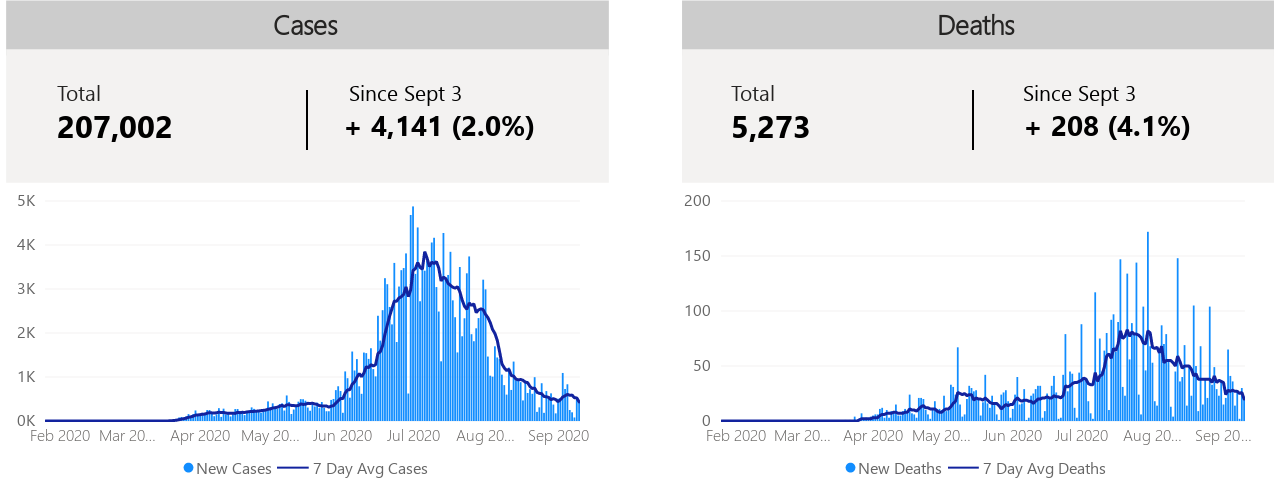 Cases
Total
207,002
Since Sept 3
+ 4,141 (2.0%)
5K
4K
3K
2K
1K
0K
Feb 2020 Mar 20... Apr 2020 May 20... Jun 2020 Jul 2020 Aug 20... Sep 2020
New Cases 7 Day Avg Cases
Deaths
Total
5,273
Since Sept 3
+ 208 (4.1%)
200
150
100
50
0
Feb 2020 Mar 20... Apr 2020 May 20... Jun 2020 Jul 2020 Aug 20... Sep 20...
New Deaths 7 Day Avg Deaths